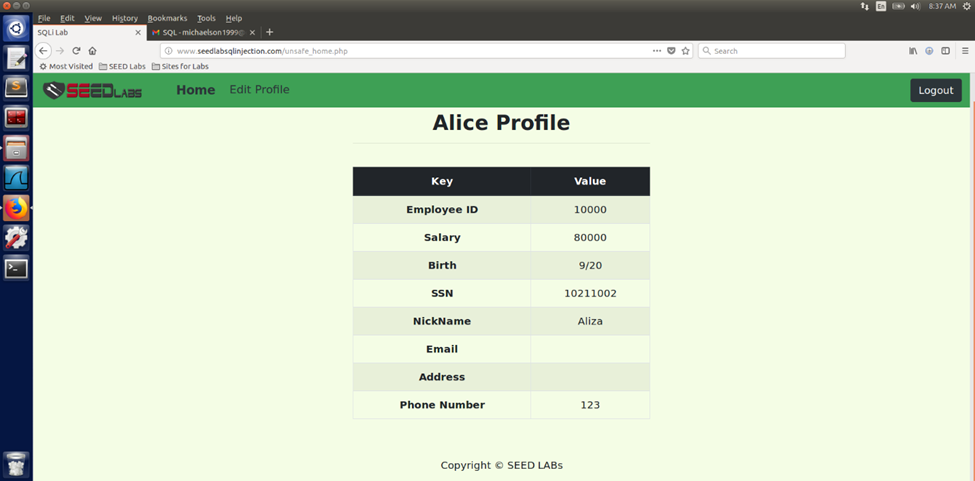 File Edit View History Bookmarks Tools Help
En 8:37 AM
SQLi Lab
SQL - michaelson1999@
www.seedlabsqlinjection.com/unsafe_home.php
Search
Most Visited SEED Labs Sites for Labs
SEEDLABS Home Edit Profile Logout
Alice Profile
Key Value
Employee ID 10000
Salary 80000
Birth 9/20
SSN 10211002
NickName Aliza
Email
Address
Phone Number 123
Copyright © SEED LABs